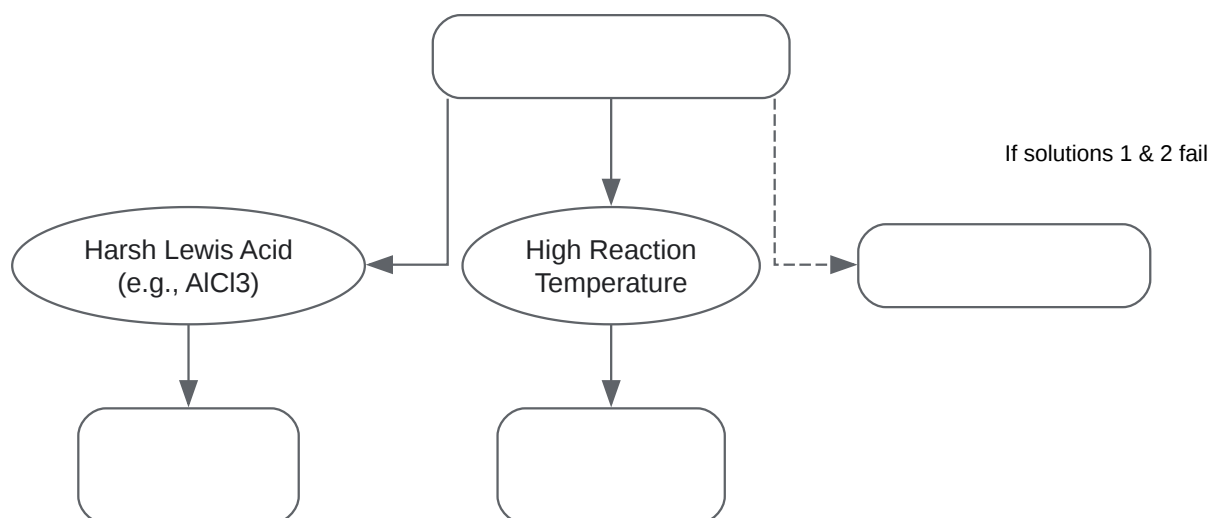 If solutions 1 & 2 fail
Harsh Lewis Acid
(e.g., AlCl3)
High Reaction
Temperature